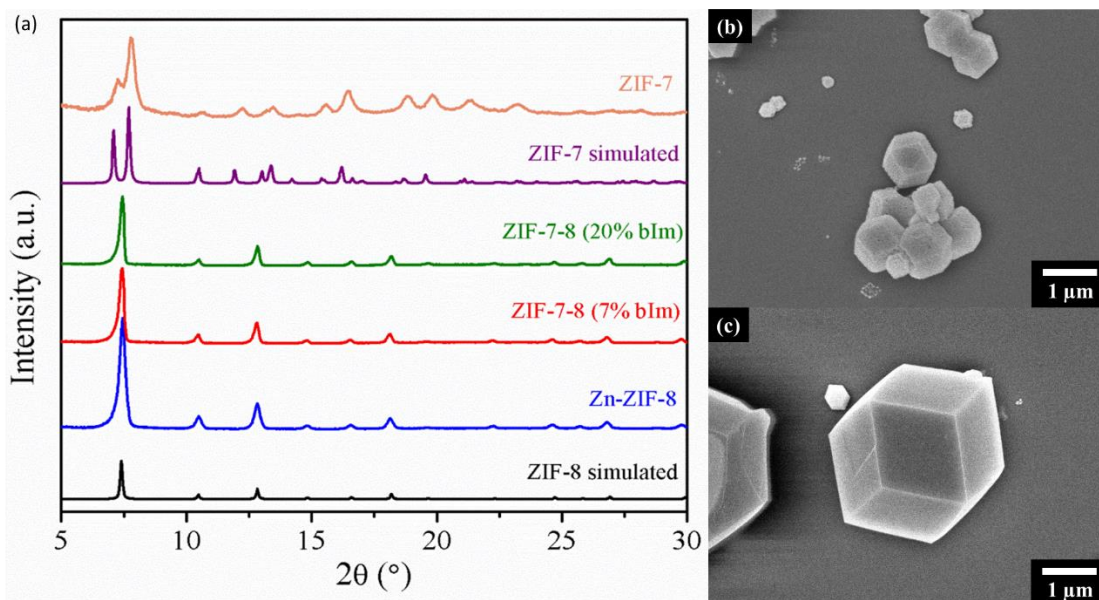 (a)
Intensity (a.u.)
ZIF-7
ZIF-7 simulated
ZIF-7-8 (20% bIm)
ZIF-7-8 (7% bIm)
Zn-ZIF-8
ZIF-8 simulated
5 10 15 20 25 30
2θ (°)
(b)
1 μm
(c)
1 μm